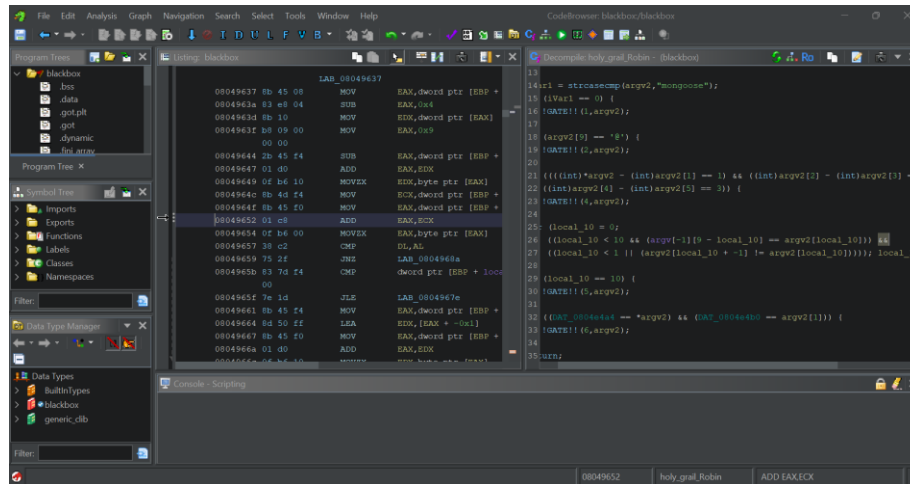 File Edit Analysis Graph Navigation Search Select Tools Window Help
CodeBrowser: blackbox:/blackbox
Program Trees
blackbox
.bss
.data
.got.plt
.got
.dynamic
.fini_array
Program Tree ×
Symbol Tree
Imports
Exports
Functions
Labels
Classes
Namespaces
Filter:
Data Type Manager
Data Types
BuiltInTypes
blackbox
generic_clib
Filter:
Listing: blackbox
LAB_08049637
08049637 8b 45 08 MOV EAX,dword ptr [EBP +
0804963a 83 e8 04 SUB EAX,0x4
0804963d 8b 10 MOV EDX,dword ptr [EAX]
0804963f b8 09 00 MOV EAX,0x9
00 00
08049644 2b 45 f4 SUB EAX,dword ptr [EBP +
08049647 01 d0 ADD EAX,EDX
08049649 0f b6 10 MOVZX EDX,byte ptr [EAX]
0804964c 8b 4d f4 MOV ECX,dword ptr [EBP +
0804964f 8b 45 f0 MOV EAX,dword ptr [EBP +
08049652 01 c8 ADD EAX,ECX
08049654 0f b6 00 MOVZX EAX,byte ptr [EAX]
08049657 38 c2 CMP DL,AL
08049659 75 2f JNZ LAB_0804968a
0804965b 83 7d f4 CMP dword ptr [EBP + loca
00
0804965f 7e 1d JLE LAB_0804967e
08049661 8b 45 f4 MOV EAX,dword ptr [EBP +
08049664 8d 50 ff LEA EDX,[EAX + -0x1]
08049667 8b 45 f0 MOV EAX,dword ptr [EBP +
0804966a 01 d0 ADD EAX,EDX
Decompile: holy_grail_Robin - (blackbox)
13
14 r1 = strcasecmp(argv2,"mongoose");
15 (iVar1 == 0) {
16 !GATE!!(1,argv2);
17
18 (argv2[9] == '@') {
19 !GATE!!(2,argv2);
20
21 ((((int)*argv2 - (int)argv2[1] == 1) && ((int)argv2[2] - (int)argv2[3] =
22 ((int)argv2[4] - (int)argv2[5] == 3)) {
23 !GATE!!(4,argv2);
24
25 (local_10 = 0;
26 ((local_10 < 10 && (argv[-1][9 - local_10] == argv2[local_10])) &&
27 ((local_10 < 1 || (argv2[local_10 + -1] != argv2[local_10])))); local_
28
29 (local_10 == 10) {
30 !GATE!!(5,argv2);
31
32 ((DAT_0804e4a4 == *argv2) && (DAT_0804e4b0 == argv2[1])) {
33 !GATE!!(6,argv2);
34
35 urn;
Console - Scripting
08049652 holy_grail_Robin ADD EAX,ECX